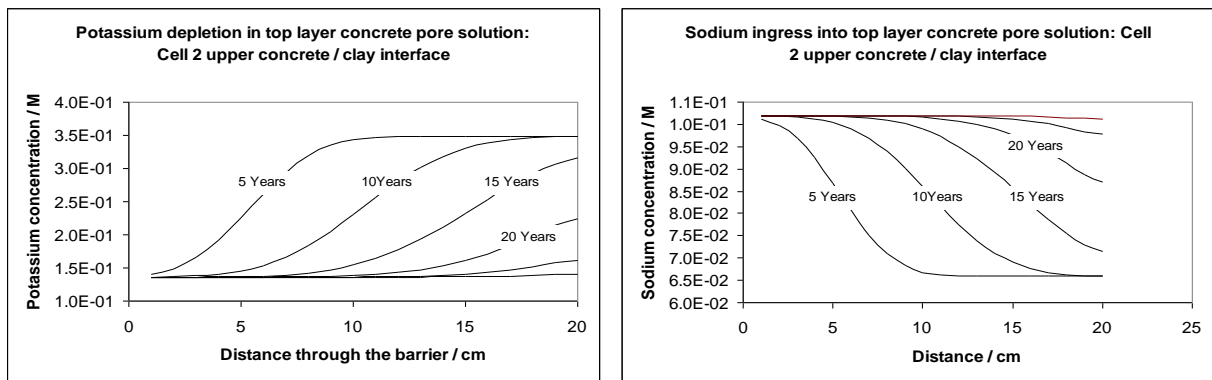 Potassium depletion in top layer concrete pore solution:
Cell 2 upper concrete / clay interface
Potassium concentration / M
4.0E-01
3.5E-01
3.0E-01
2.5E-01
2.0E-01
1.5E-01
1.0E-01
5 Years
10Years
15 Years
20 Years
0 5 10 15 20
Distance through the barrier / cm
Sodium ingress into top layer concrete pore solution: Cell
2 upper concrete / clay interface
Sodium concentration / M
1.1E-01
1.0E-01
9.5E-02
9.0E-02
8.5E-02
8.0E-02
7.5E-02
7.0E-02
6.5E-02
6.0E-02
20 Years
5 Years
10Years
15 Years
0 5 10 15 20 25
Distance / cm